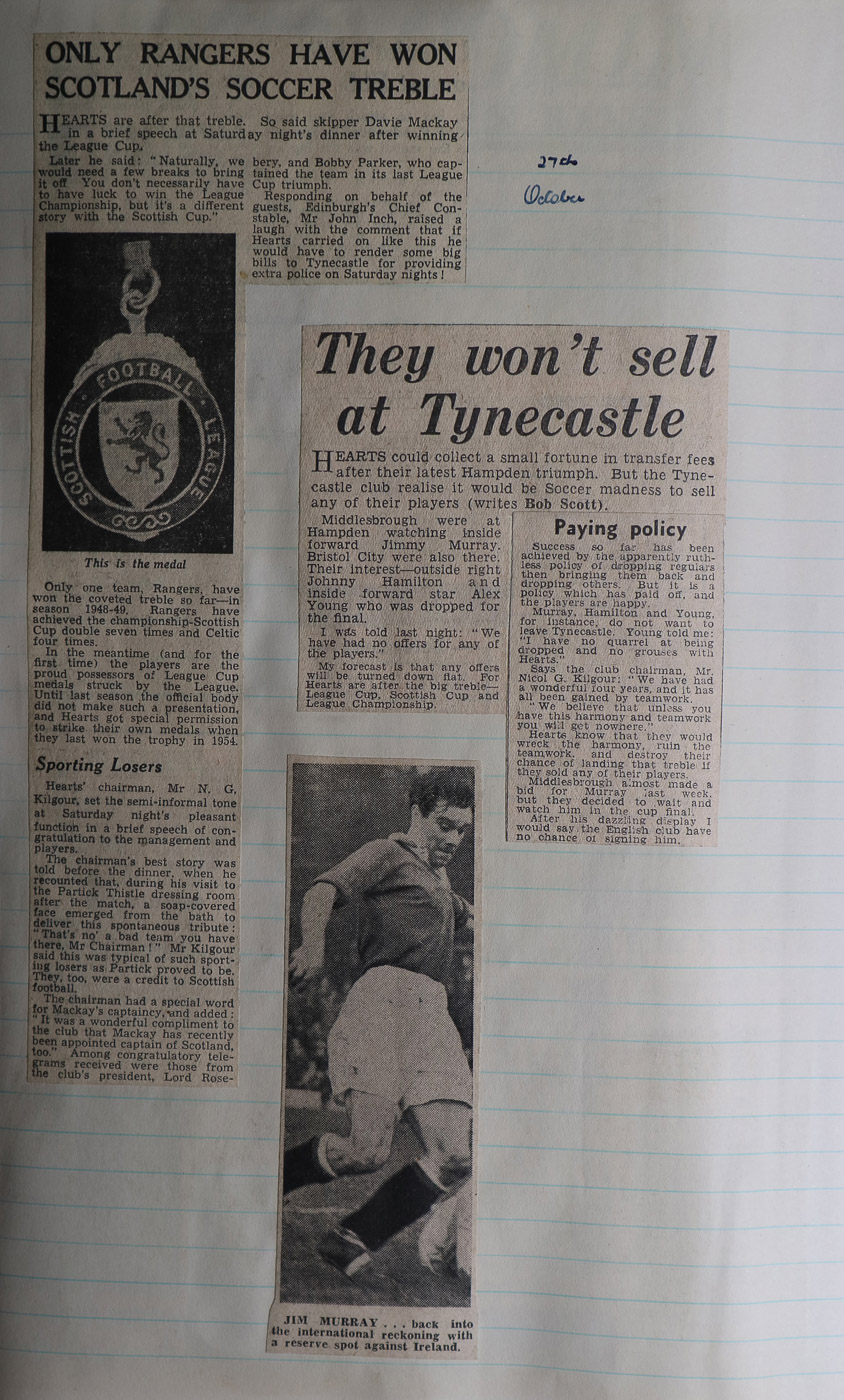 ONLY RANGERS HAVE WON
SCOTLAND'S SOCCER TREBLE
HEARTS are after that treble. So said skipper Davie Mackay
in a brief speech at Saturday night's dinner after winning
the League Cup.
Later he said: "Naturally, we
would need a few breaks to bring
it off. You don't necessarily have
to have luck to win the League
Championship, but it's a different
story with the Scottish Cup."
SCOTTISH · FOOTBALL · LEAGUE
This is the medal
Only one team, Rangers, have
won the coveted treble so far—in
season 1948-49. Rangers have
achieved the championship-Scottish
Cup double seven times and Celtic
four times.
In the meantime (and for the
first time) the players are the
proud possessors of League Cup
medals struck by the League.
Until last season the official body
did not make such a presentation,
and Hearts got special permission
to strike their own medals when
they last won the trophy in 1954.
Sporting Losers
Hearts' chairman, Mr N. G.
Kilgour, set the semi-informal tone
at Saturday night's pleasant
function in a brief speech of con-
gratulation to the management and
players.
The chairman's best story was
told before the dinner, when he
recounted that, during his visit to
the Partick Thistle dressing room
after the match, a soap-covered
face emerged from the bath to
deliver this spontaneous tribute:
"That's no' a bad team you have
there, Mr Chairman!" Mr Kilgour
said this was typical of such sport-
ing losers as Partick proved to be.
They, too, were a credit to Scottish
football.
The chairman had a special word
for Mackay's captaincy, and added:
"It was a wonderful compliment to
the club that Mackay has recently
been appointed captain of Scotland,
too." Among congratulatory tele-
grams received were those from
the club's president, Lord Rose-
bery, and Bobby Parker, who cap-
tained the team in its last League
Cup triumph.
Responding on behalf of the
guests, Edinburgh's Chief Con-
stable, Mr John Inch, raised a
laugh with the comment that if
Hearts carried on like this he
would have to render some big
bills to Tynecastle for providing
extra police on Saturday nights!
27th
October
They won't sell
at Tynecastle
HEARTS could collect a small fortune in transfer fees
after their latest Hampden triumph. But the Tyne-
castle club realise it would be Soccer madness to sell
any of their players (writes Bob Scott).
Middlesbrough were at
Hampden watching inside
forward Jimmy Murray.
Bristol City were also there.
Their interest—outside right
Johnny Hamilton and
inside forward star Alex
Young who was dropped for
the final.
I was told last night: "We
have had no offers for any of
the players."
My forecast is that any offers
will be turned down flat. For
Hearts are after the big treble—
League Cup, Scottish Cup and
League Championship.
Paying policy
Success so far has been
achieved by the apparently ruth-
less policy of dropping regulars
then bringing them back and
dropping others. But it is a
policy which has paid off, and
the players are happy.
Murray, Hamilton and Young,
for instance, do not want to
leave Tynecastle. Young told me:
"I have no quarrel at being
dropped and no grouses with
Hearts."
Says the club chairman, Mr.
Nicol G. Kilgour: "We have had
a wonderful four years, and it has
all been gained by teamwork.
"We believe that unless you
have this harmony and teamwork
you will get nowhere."
Hearts know that they would
wreck the harmony, ruin the
teamwork, and destroy their
chance of landing that treble if
they sold any of their players.
Middlesbrough almost made a
bid for Murray last week,
but they decided to wait and
watch him in the cup final.
After his dazzling display I
would say the English club have
no chance of signing him.
JIM MURRAY . . . back into
the international reckoning with
a reserve spot against Ireland.